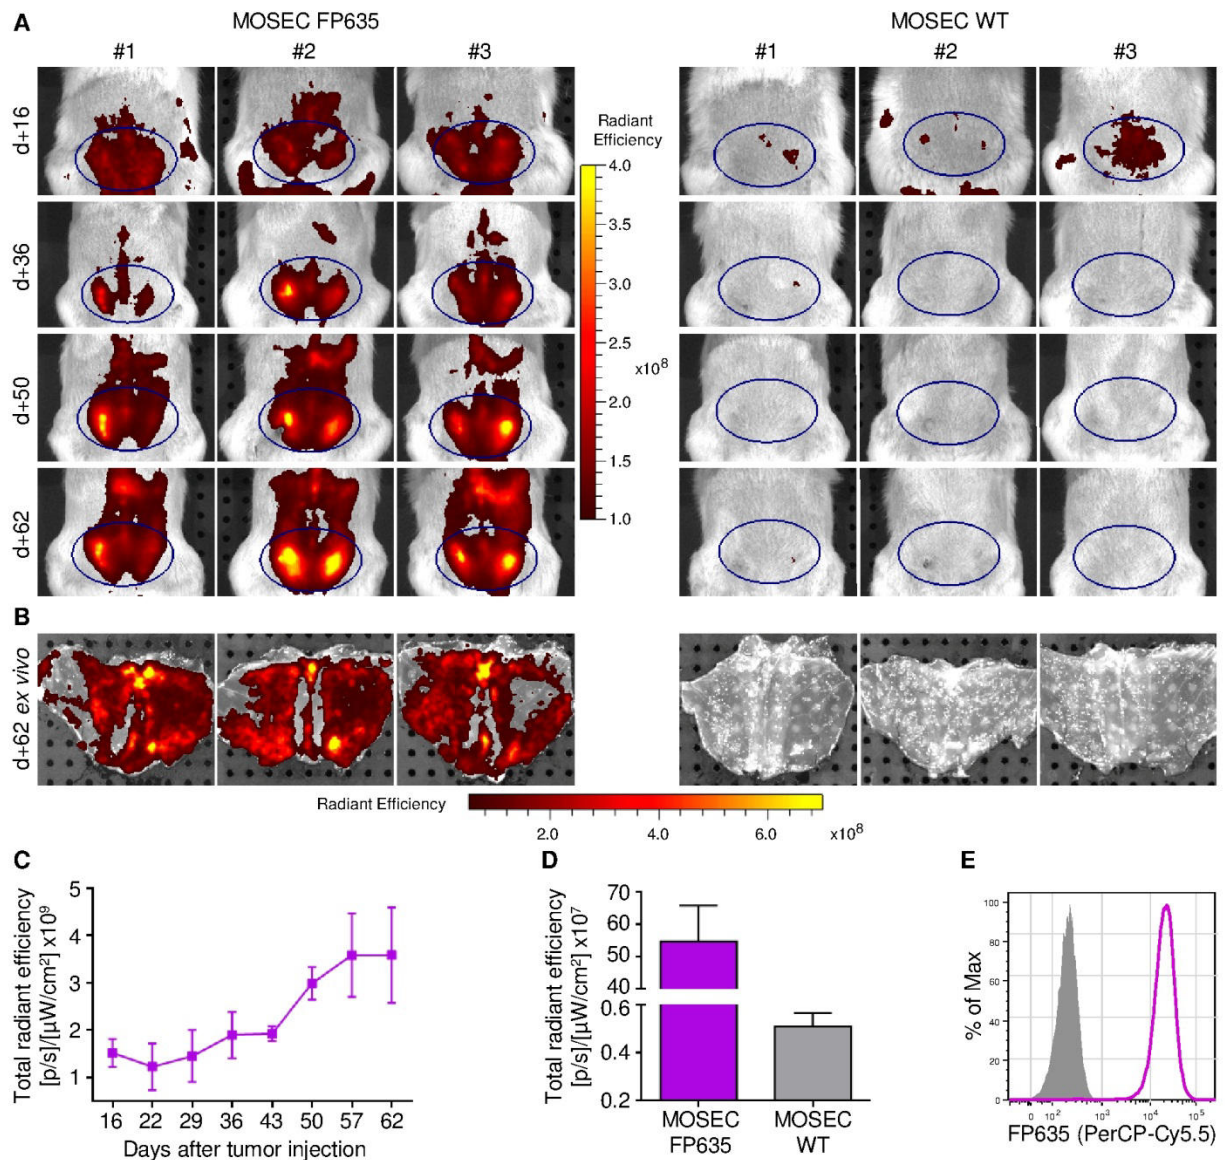 A
MOSEC FP635
MOSEC WT
#1 #2 #3 #1 #2 #3
d+16
Radiant
Efficiency
4.0
3.5
3.0
2.5
2.0
1.5
1.0
x10⁸
d+36
d+50
d+62
B
d+62 ex vivo
Radiant Efficiency
2.0 4.0 6.0 x10⁸
C
Total radiant efficiency
[p/s]/[µW/cm²] x10⁹
5
4
3
2
1
16 22 29 36 43 50 57 62
Days after tumor injection
D
Total radiant efficiency
[p/s]/[µW/cm²] x10⁷
70
60
50
40
0.6
0.4
0.2
MOSEC
FP635
MOSEC
WT
E
% of Max
100
80
60
40
20
0
0 10² 10³ 10⁴ 10⁵
FP635 (PerCP-Cy5.5)